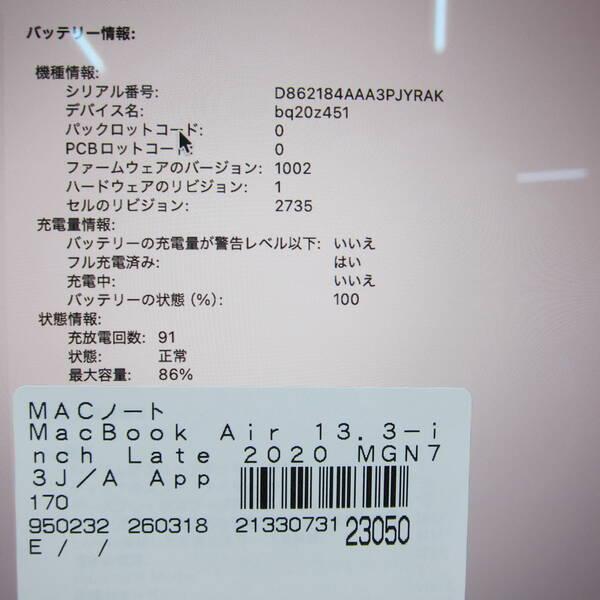 バッテリー情報:
機種情報:
シリアル番号: D862184AAA3PJYRAK
デバイス名: bq20z451
パックロットコード: 0
PCBロットコード: 0
ファームウェアのバージョン: 1002
ハードウェアのリビジョン: 1
セルのリビジョン: 2735
充電量情報:
バッテリーの充電量が警告レベル以下: いいえ
フル充電済み: はい
充電中: いいえ
バッテリーの状態 (%): 100
状態情報:
充放電回数: 91
状態: 正常
最大容量: 86%
MACノート
MacBook Air 13.3−i
nch Late 2020 MGN7
3J／A App
170
950232 260318 21330731 23050
E / /